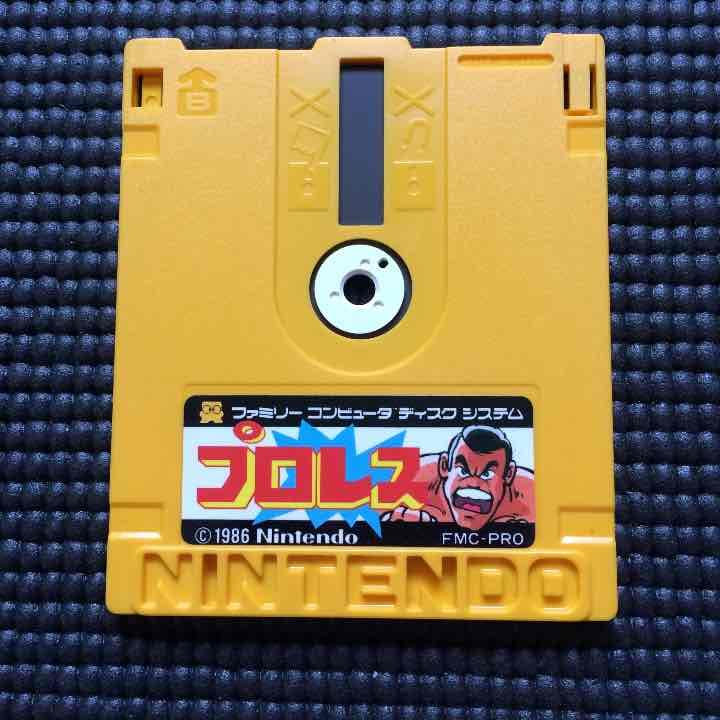 B
ファミリー コンピュータ ディスク システム
プロレス
©1986 Nintendo FMC-PRO
NINTENDO